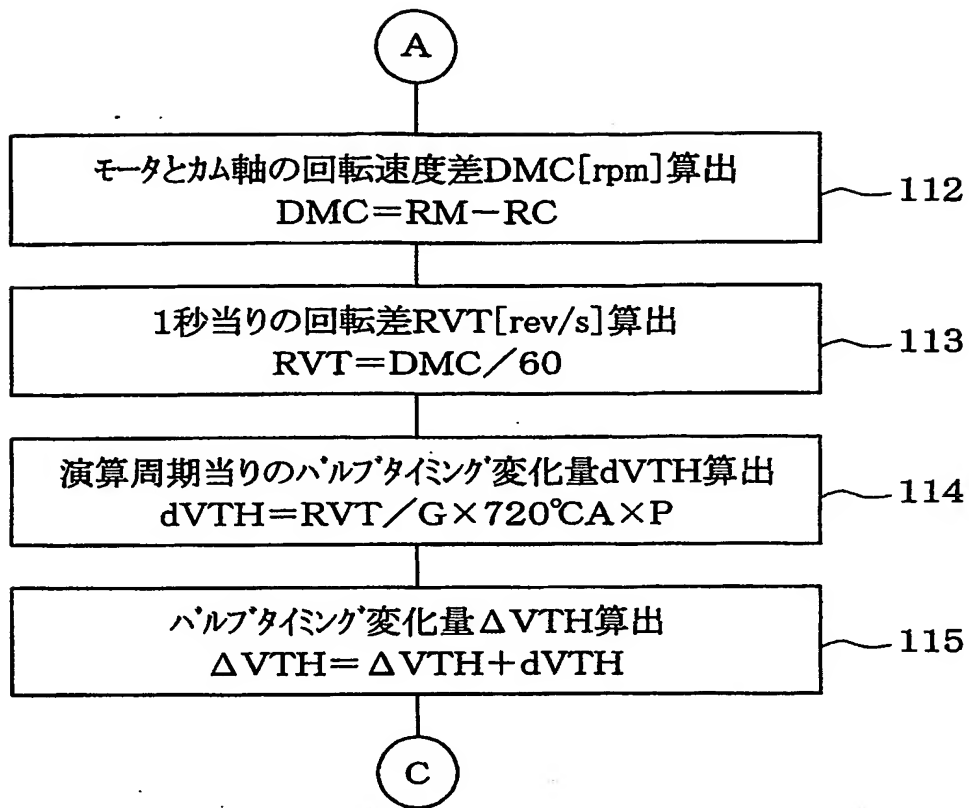 A
モータとカム軸の回転速度差DMC[rpm]算出
DMC=RM-RC
112
1秒当りの回転差RVT[rev/s]算出
RVT=DMC/60
113
演算周期当りのバルブタイミング変化量dVTH算出
dVTH=RVT/G×720℃A×P
114
バルブタイミング変化量ΔVTH算出
ΔVTH=ΔVTH+dVTH
115
C